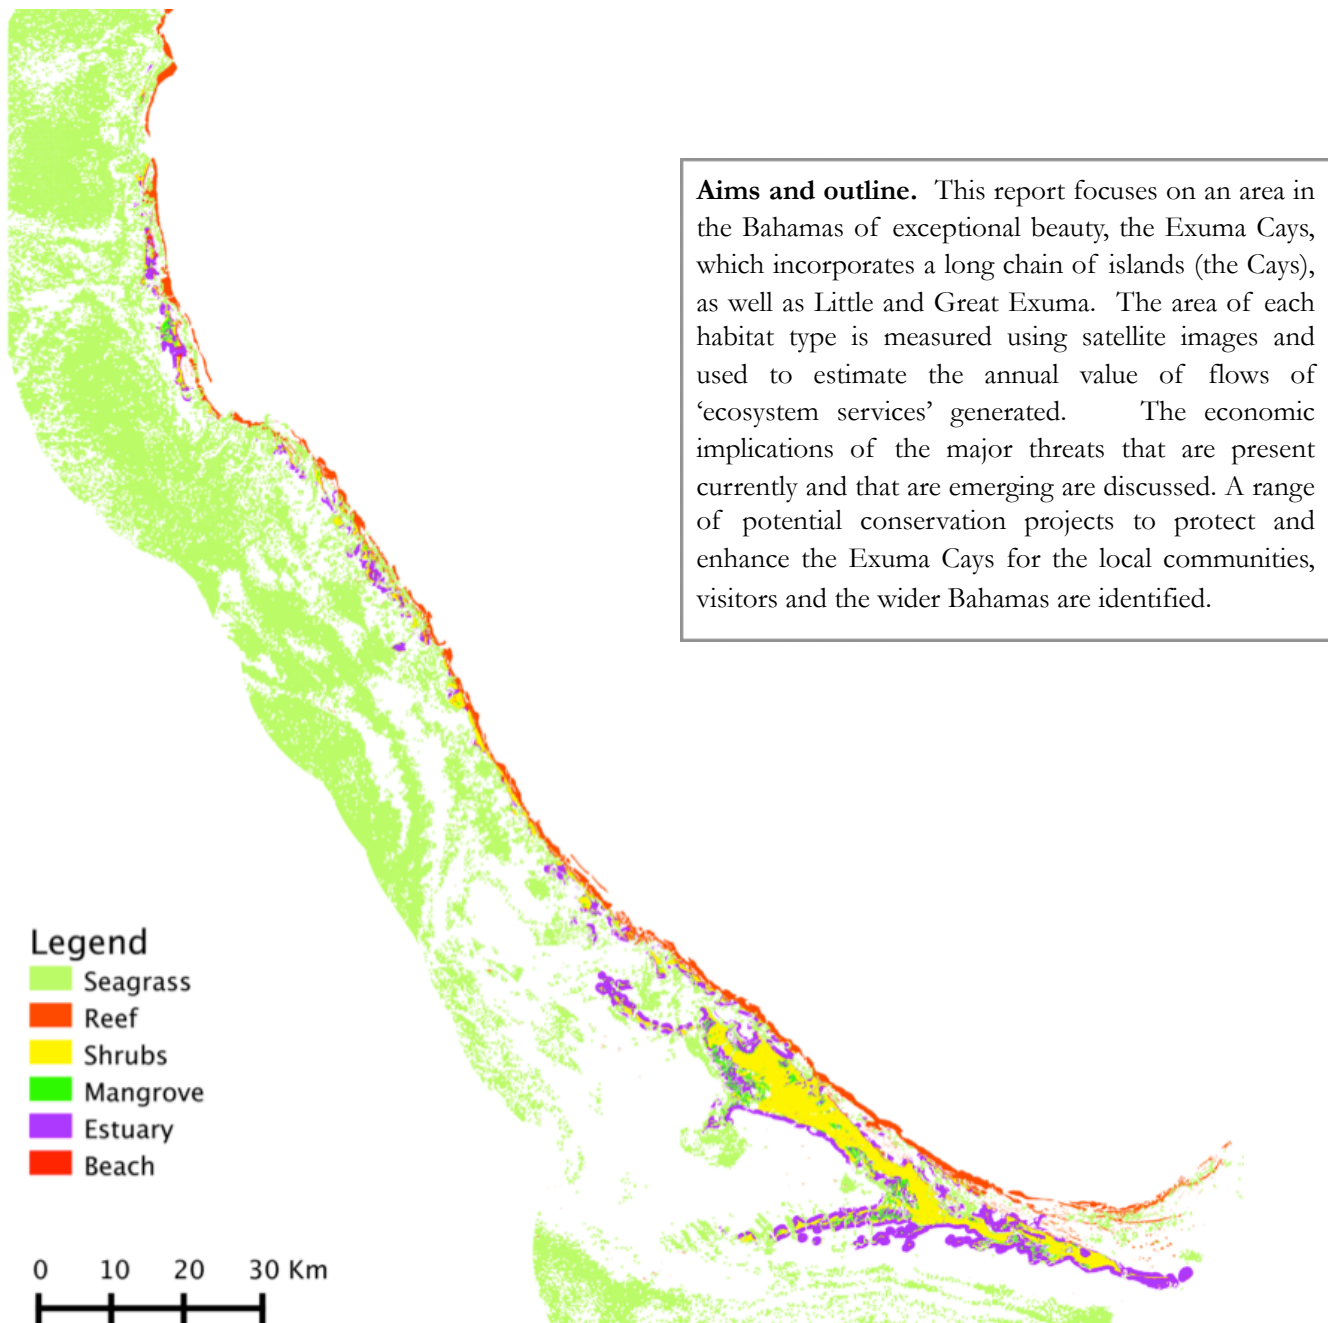 Aims and outline. This report focuses on an area in
the Bahamas of exceptional beauty, the Exuma Cays,
which incorporates a long chain of islands (the Cays),
as well as Little and Great Exuma. The area of each
habitat type is measured using satellite images and
used to estimate the annual value of flows of
‘ecosystem services’ generated. The economic
implications of the major threats that are present
currently and that are emerging are discussed. A range
of potential conservation projects to protect and
enhance the Exuma Cays for the local communities,
visitors and the wider Bahamas are identified.
Legend
Seagrass
Reef
Shrubs
Mangrove
Estuary
Beach
0 10 20 30 Km